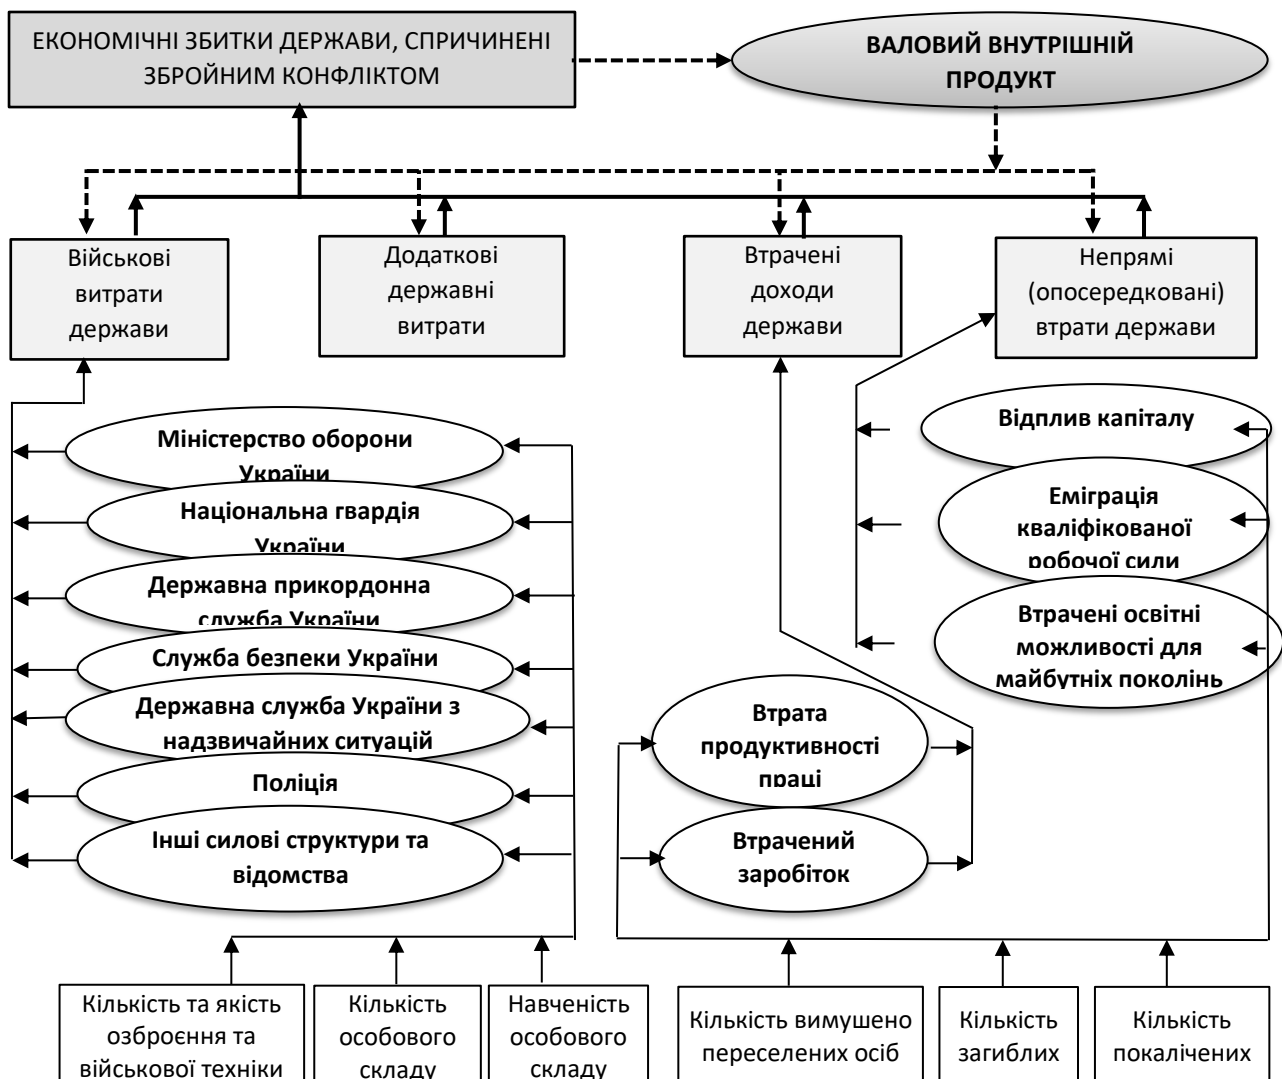 ЕКОНОМІЧНІ ЗБИТКИ ДЕРЖАВИ, СПРИЧИНЕНІ
ЗБРОЙНИМ КОНФЛІКТОМ
ВАЛОВИЙ ВНУТРІШНІЙ
ПРОДУКТ
Військові
витрати
держави
Додаткові
державні
витрати
Втрачені
доходи
держави
Непрямі
(опосередковані)
втрати держави
Міністерство оборони
України
Національна гвардія
України
Державна прикордонна
служба України
Служба безпеки України
Державна служба України з
надзвичайних ситуацій
Поліція
Інші силові структури та
відомства
Відплив капіталу
Еміграція
кваліфікованої
робочої сили
Втрачені освітні
можливості для
майбутніх поколінь
Втрата
продуктивності
праці
Втрачений
заробіток
Кількість та якість
озброєння та
військової техніки
Кількість
особового
складу
Навченість
особового
складу
Кількість вимушено
переселених осіб
Кількість
загиблих
Кількість
покалічених